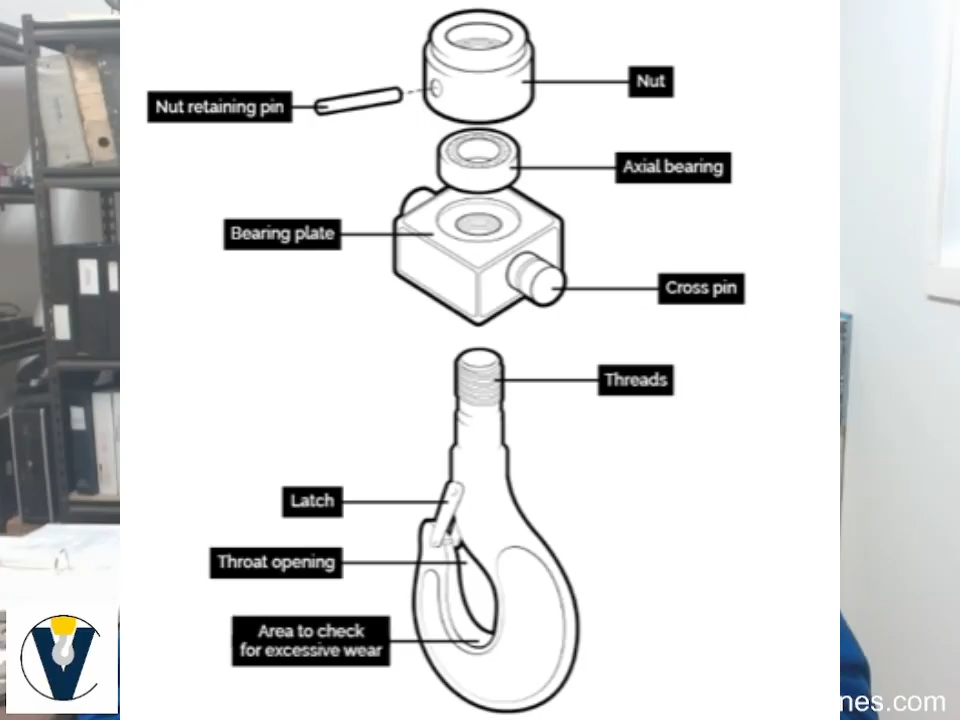 Nut
Nut retaining pin
Axial bearing
Bearing plate
Cross pin
Threads
Latch
Throat opening
Area to check
for excessive wear
nes.com